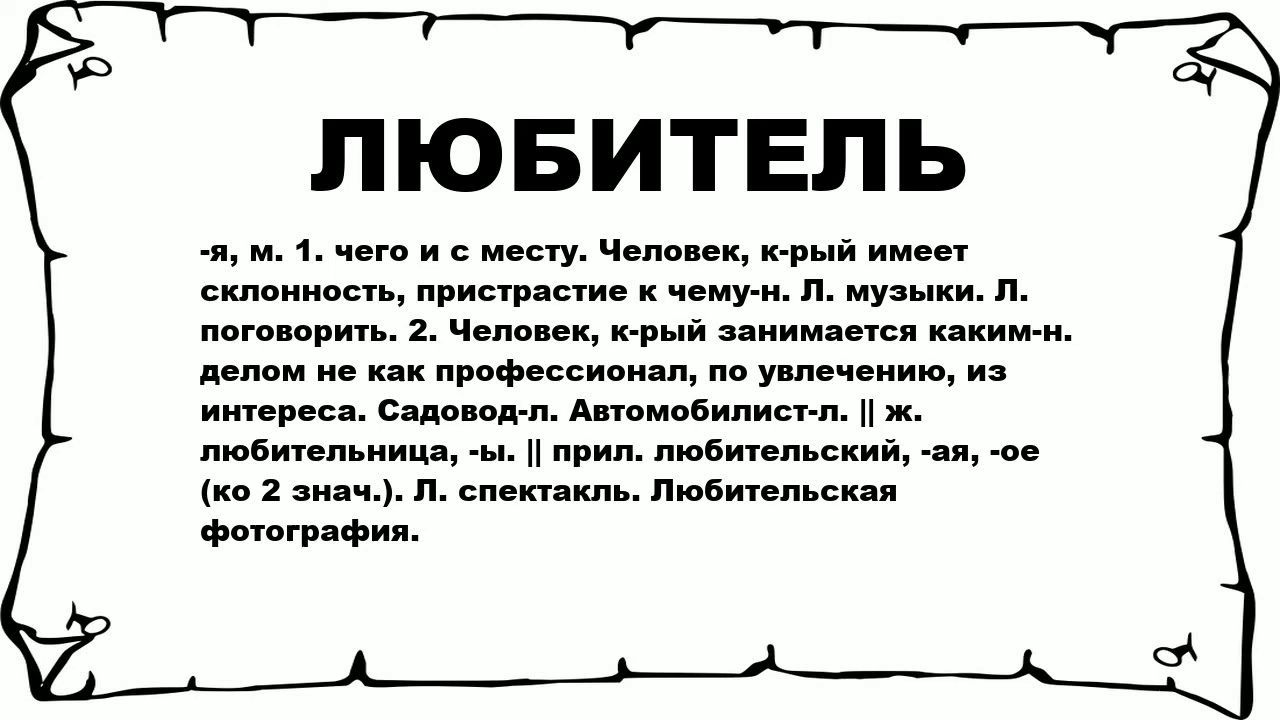 ЛЮБИТЕЛЬ
-я, м. 1. чего и с месту. Человек, к-рый имеет
склонность, пристрастие к чему-н. Л. музыки. Л.
поговорить. 2. Человек, к-рый занимается каким-н.
делом не как профессионал, по увлечению, из
интереса. Садовод-л. Автомобилист-л. || ж.
любительница, -ы. || прил. любительский, -ая, -ое
(ко 2 знач.). Л. спектакль. Любительская
фотография.